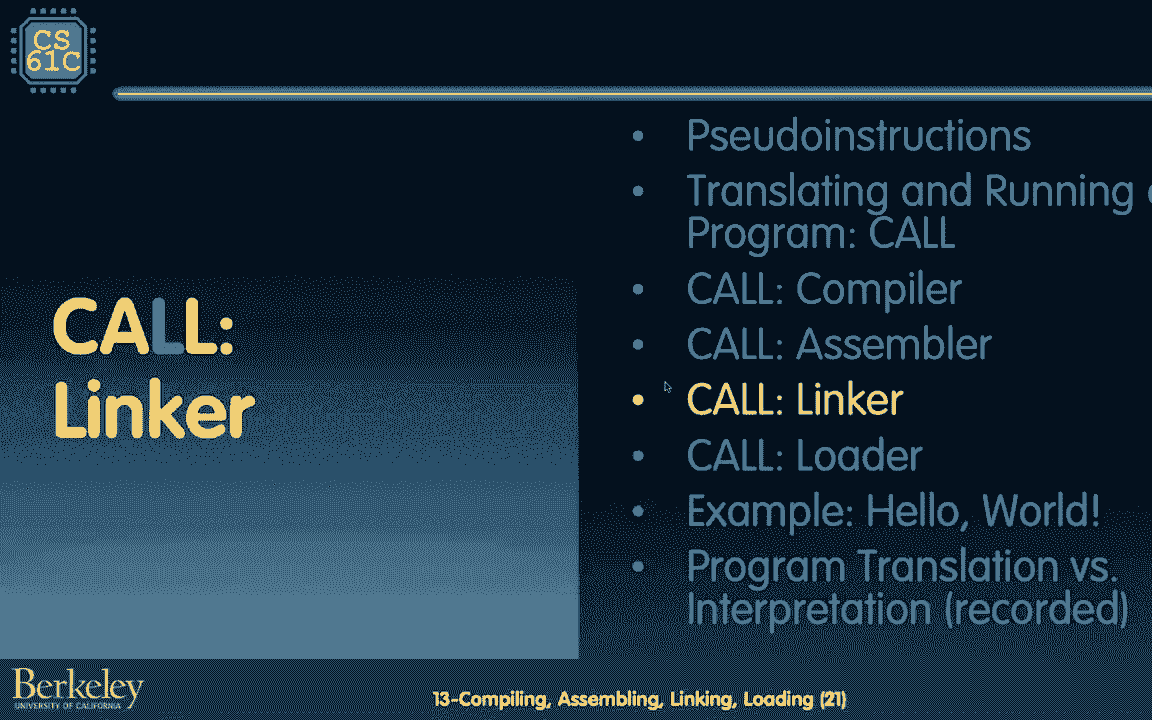 CS
61C
CALL:
Linker
• Pseudoinstructions
• Translating and Running
Program: CALL
• CALL: Compiler
• CALL: Assembler
• CALL: Linker
• CALL: Loader
• Example: Hello, World!
• Program Translation vs.
Interpretation (recorded)
Berkeley
UNIVERSITY OF CALIFORNIA
13-Compiling, Assembling, Linking, Loading (21)